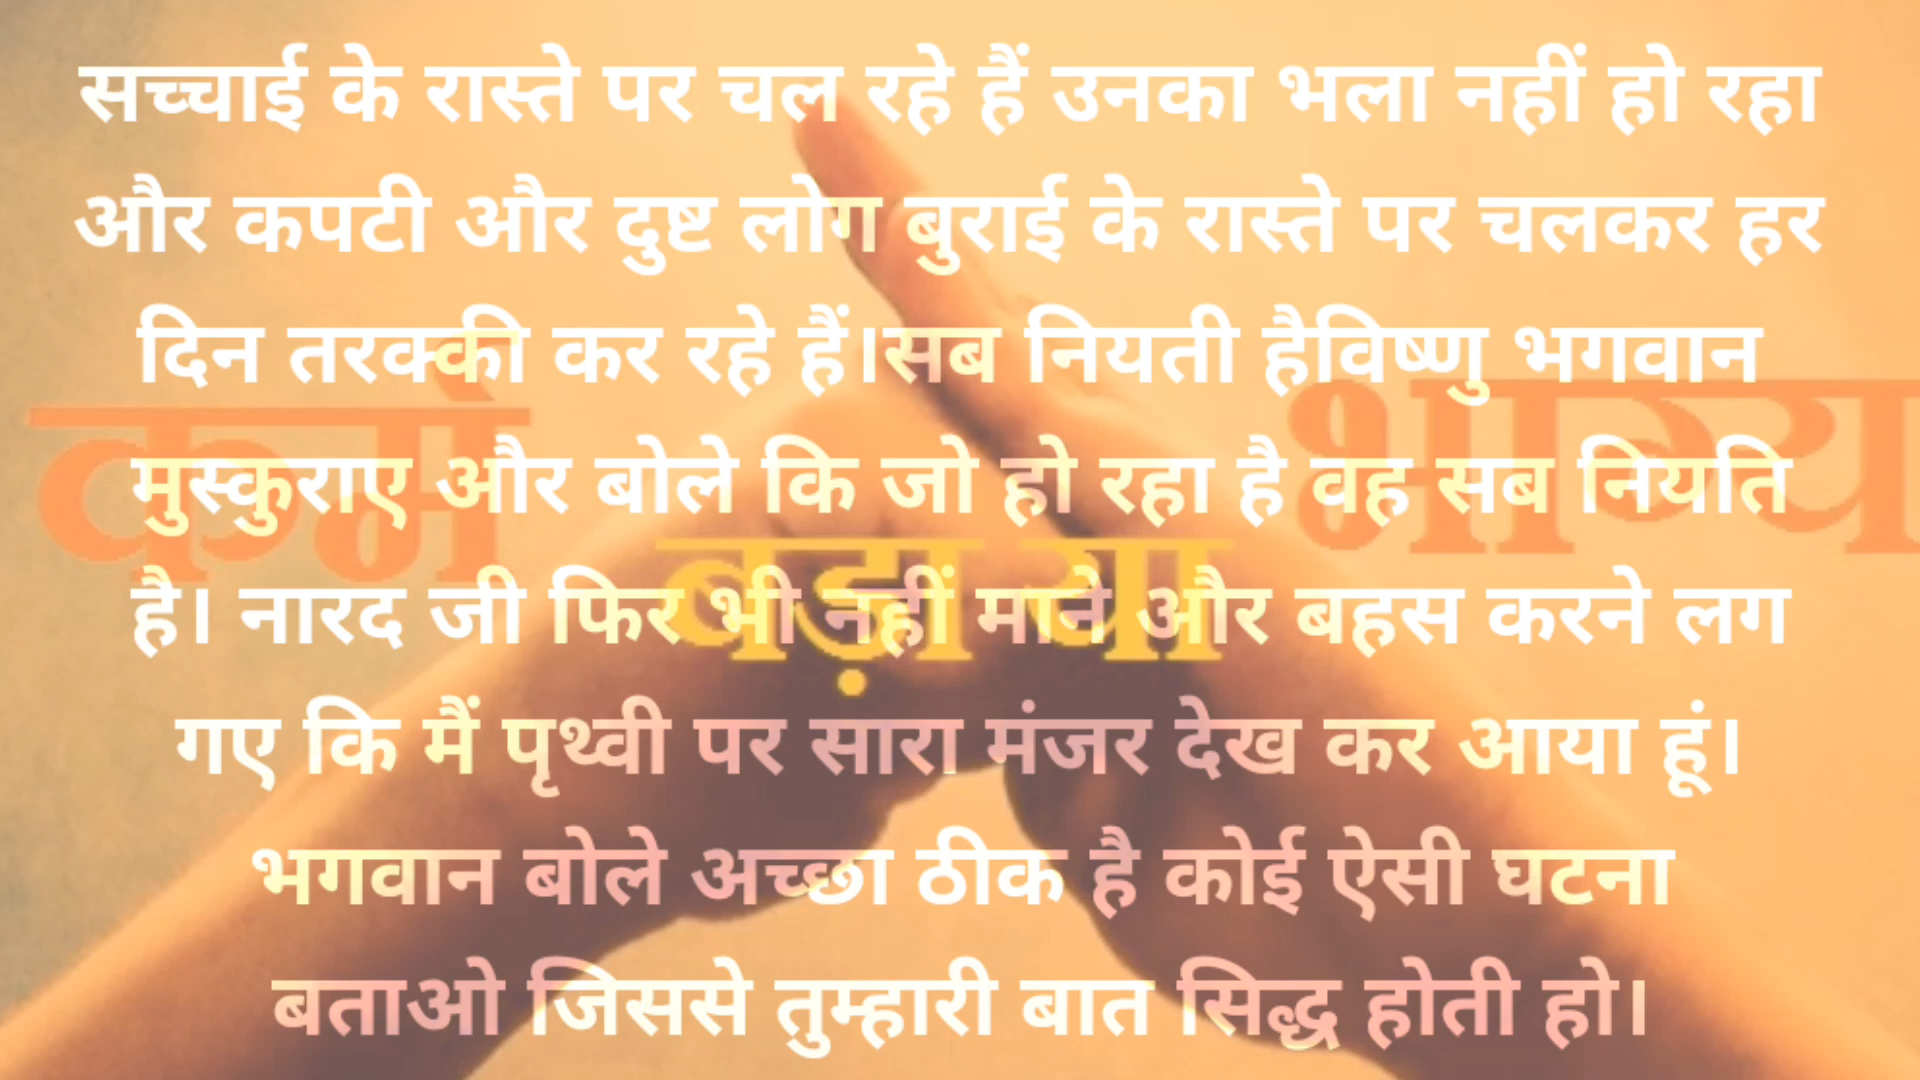 सच्चाई के रास्ते पर चल रहे हैं उनका भला नहीं हो रहा
और कपटी और दुष्ट लोग बुराई के रास्ते पर चलकर हर
दिन तरक्की कर रहे हैं।सब नियती हैविष्णु भगवान
मुस्कुराए और बोले कि जो हो रहा है वह सब नियति
है। नारद जी फिर भी नहीं माने और बहस करने लग
गए कि मैं पृथ्वी पर सारा मंजर देख कर आया हूं।
भगवान बोले अच्छा ठीक है कोई ऐसी घटना
बताओ जिससे तुम्हारी बात सिद्ध होती हो।
कर्म
बड़ा या
भाग्य